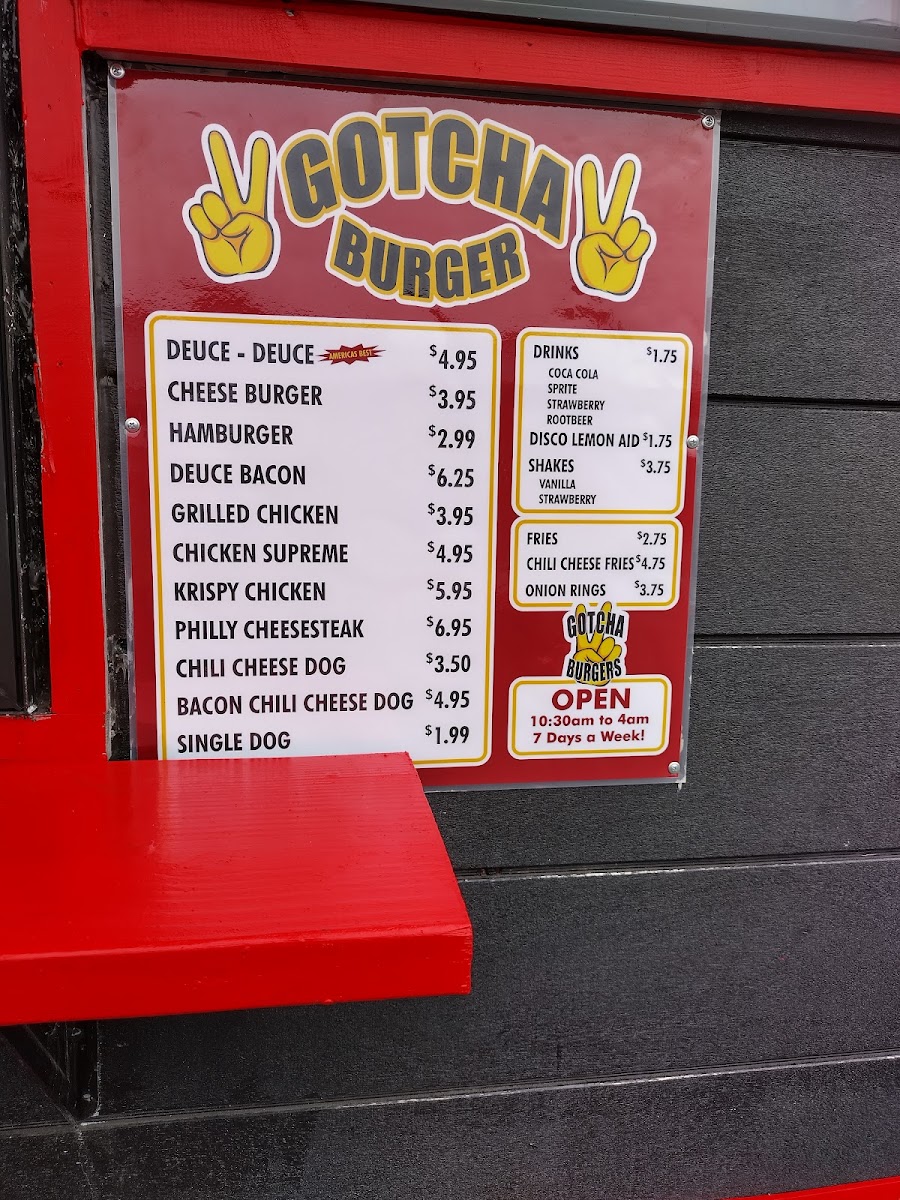 GOTCHA
BURGER
DEUCE - DEUCE AMERICAS BEST $4.95
CHEESE BURGER $3.95
HAMBURGER $2.99
DEUCE BACON $6.25
GRILLED CHICKEN $3.95
CHICKEN SUPREME $4.95
KRISPY CHICKEN $5.95
PHILLY CHEESESTEAK $6.95
CHILI CHEESE DOG $3.50
BACON CHILI CHEESE DOG $4.95
SINGLE DOG $1.99
DRINKS $1.75
COCA COLA
SPRITE
STRAWBERRY
ROOTBEER
DISCO LEMON AID $1.75
SHAKES $3.75
VANILLA
STRAWBERRY
FRIES $2.75
CHILI CHEESE FRIES $4.75
ONION RINGS $3.75
GOTCHA
BURGERS
OPEN
10:30am to 4am
7 Days a Week!